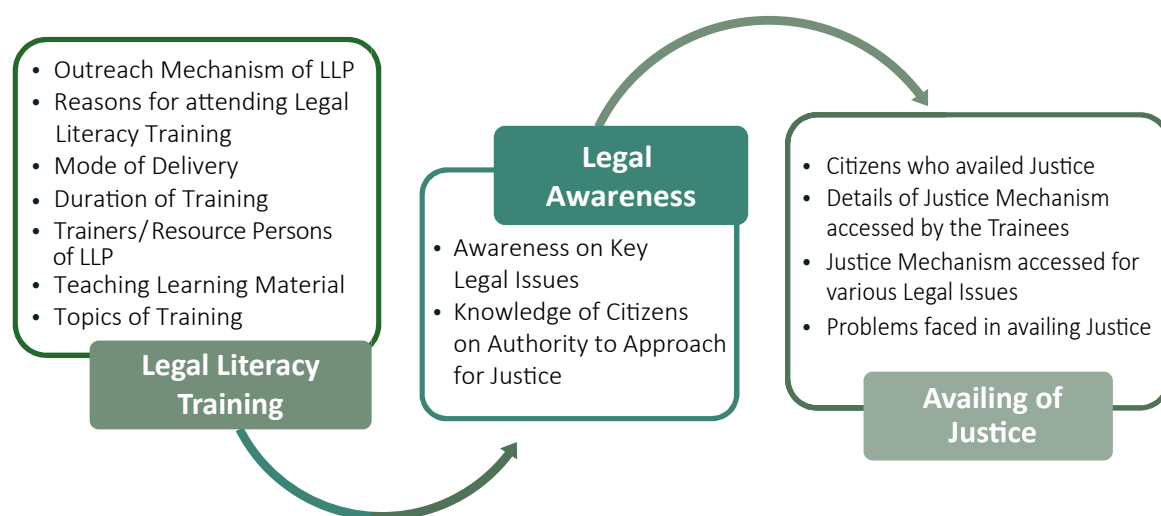 • Outreach Mechanism of LLP
• Reasons for attending Legal
Literacy Training
• Mode of Delivery
• Duration of Training
• Trainers/Resource Persons
of LLP
• Teaching Learning Material
• Topics of Training
Legal Literacy
Training
Legal
Awareness
• Awareness on Key
Legal Issues
• Knowledge of Citizens
on Authority to Approach
for Justice
• Citizens who availed Justice
• Details of Justice Mechanism
accessed by the Trainees
• Justice Mechanism accessed for
various Legal Issues
• Problems faced in availing Justice
Availing of
Justice